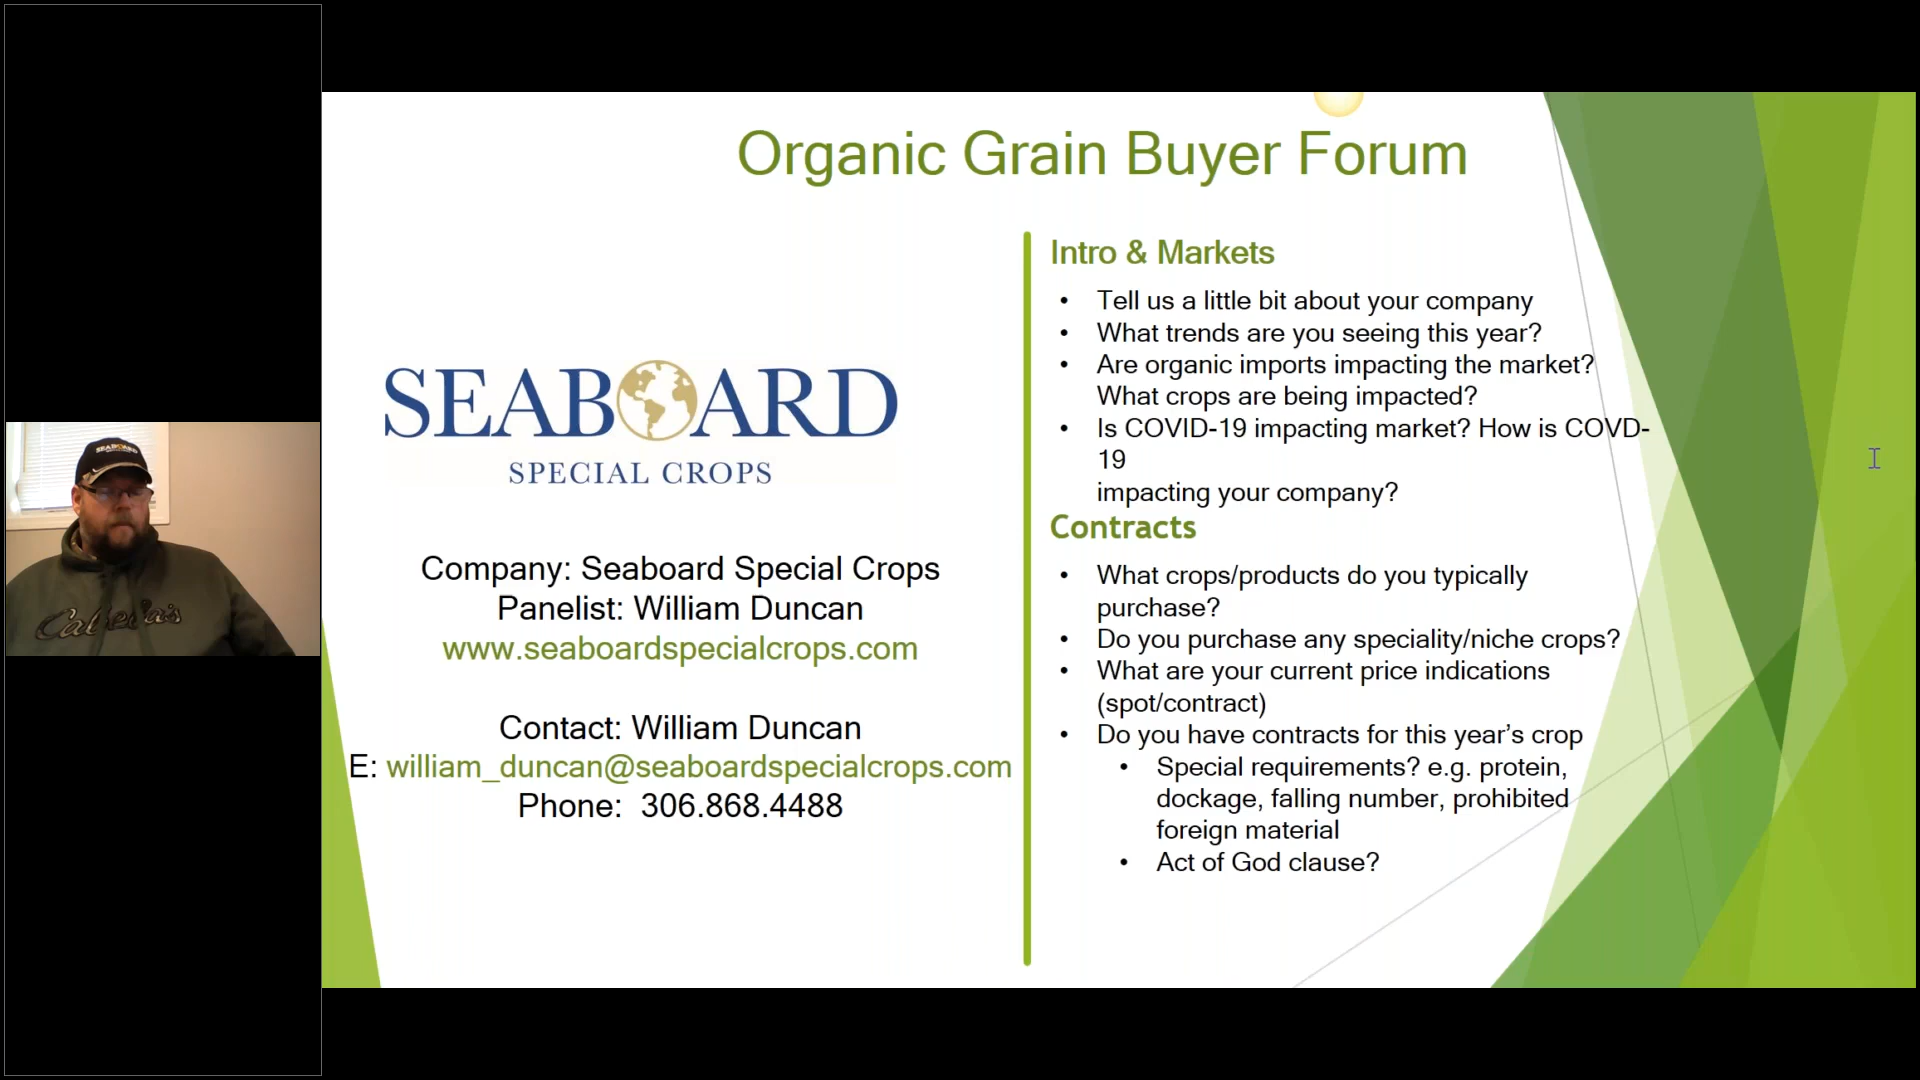 Organic Grain Buyer Forum
SEABOARD
SPECIAL CROPS
Company: Seaboard Special Crops
Panelist: William Duncan
www.seaboardspecialcrops.com
Contact: William Duncan
E: william_duncan@seaboardspecialcrops.com
Phone: 306.868.4488
Intro & Markets
• Tell us a little bit about your company
• What trends are you seeing this year?
• Are organic imports impacting the market?
What crops are being impacted?
• Is COVID-19 impacting market? How is COVD-
19
impacting your company?
Contracts
• What crops/products do you typically
purchase?
• Do you purchase any speciality/niche crops?
• What are your current price indications
(spot/contract)
• Do you have contracts for this year’s crop
• Special requirements? e.g. protein,
dockage, falling number, prohibited
foreign material
• Act of God clause?
SEABOARD
Cabela's